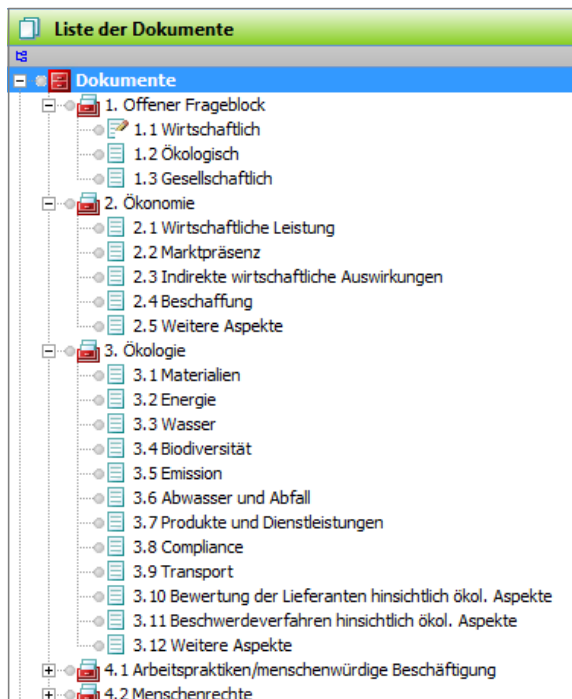 Liste der Dokumente
Dokumente
1. Offener Frageblock
1.1 Wirtschaftlich
1.2 Ökologisch
1.3 Gesellschaftlich
2. Ökonomie
2.1 Wirtschaftliche Leistung
2.2 Marktpräsenz
2.3 Indirekte wirtschaftliche Auswirkungen
2.4 Beschaffung
2.5 Weitere Aspekte
3. Ökologie
3.1 Materialien
3.2 Energie
3.3 Wasser
3.4 Biodiversität
3.5 Emission
3.6 Abwasser und Abfall
3.7 Produkte und Dienstleistungen
3.8 Compliance
3.9 Transport
3.10 Bewertung der Lieferanten hinsichtlich ökol. Aspekte
3.11 Beschwerdeverfahren hinsichtlich ökol. Aspekte
3.12 Weitere Aspekte
4.1 Arbeitspraktiken/menschenwürdige Beschäftigung
4.2 Menschenrechte